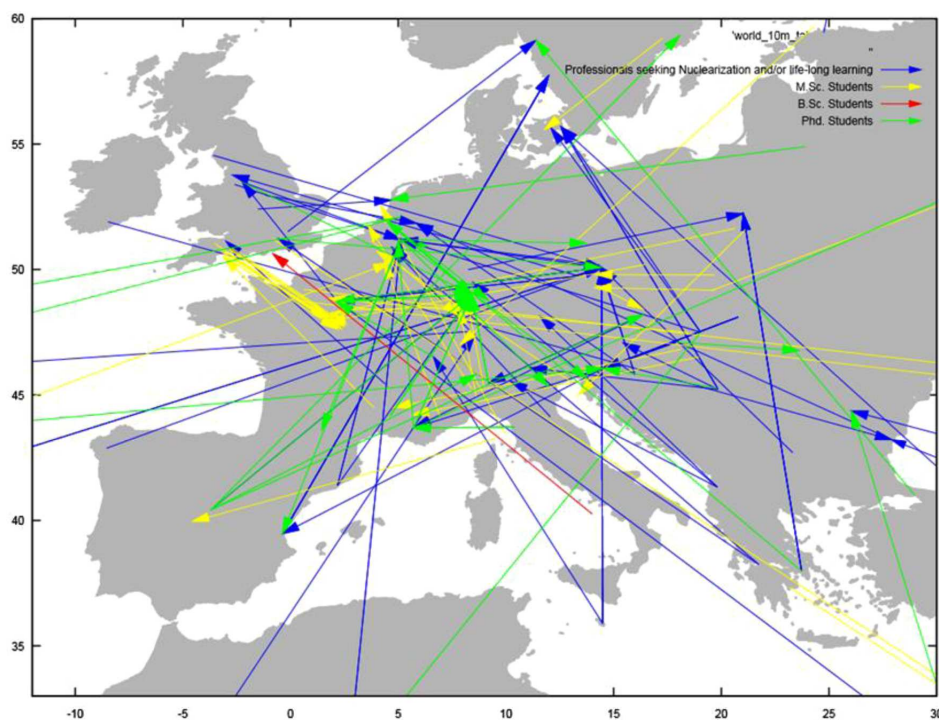 60
55
50
45
40
35
-10 -5 0 5 10 15 20 25 30
"
Professionals seeking Nuclearization and/or life-long learning
M.Sc. Students
B.Sc. Students
Phd. Students